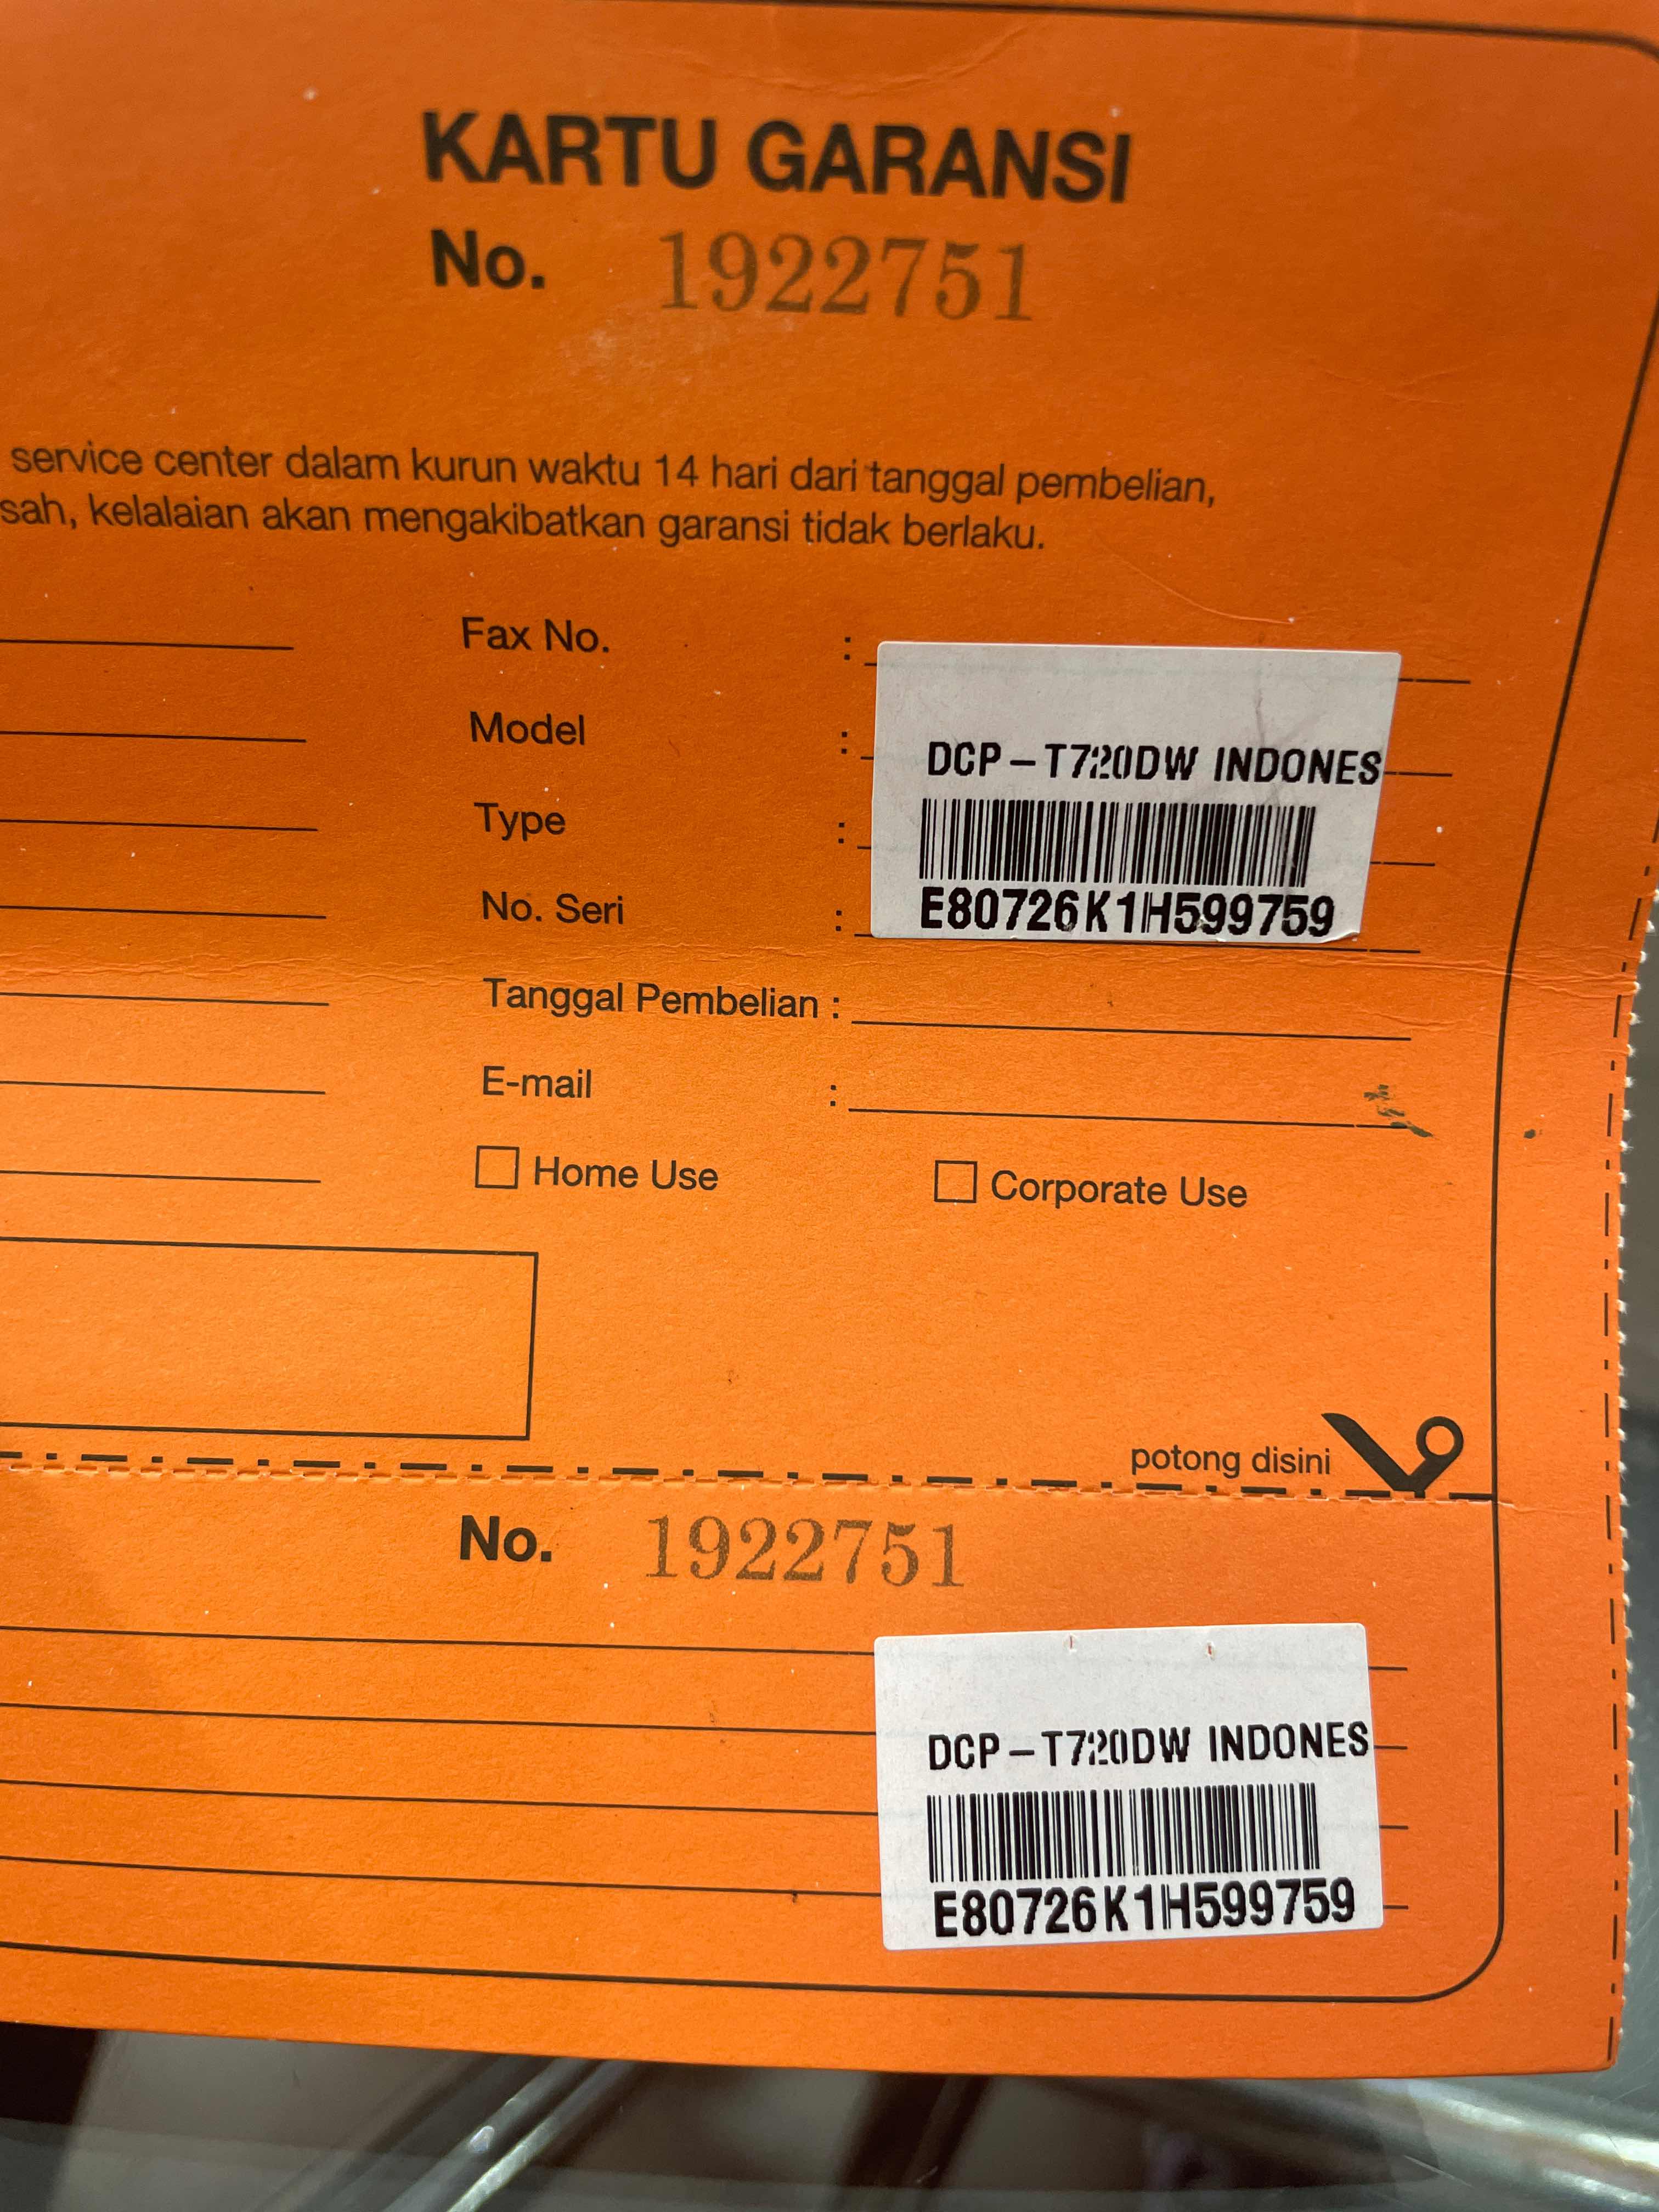 KARTU GARANSI
No. 1922751
service center dalam kurun waktu 14 hari dari tanggal pembelian,
sah, kelalaian akan mengakibatkan garansi tidak berlaku.
Fax No. :
Model : DCP-T720DW INDONES
Type :
No. Seri : E80726K1H599759
Tanggal Pembelian :
E-mail :
Home Use Corporate Use
potong disini
No. 1922751
DCP-T720DW INDONES
E80726K1H599759